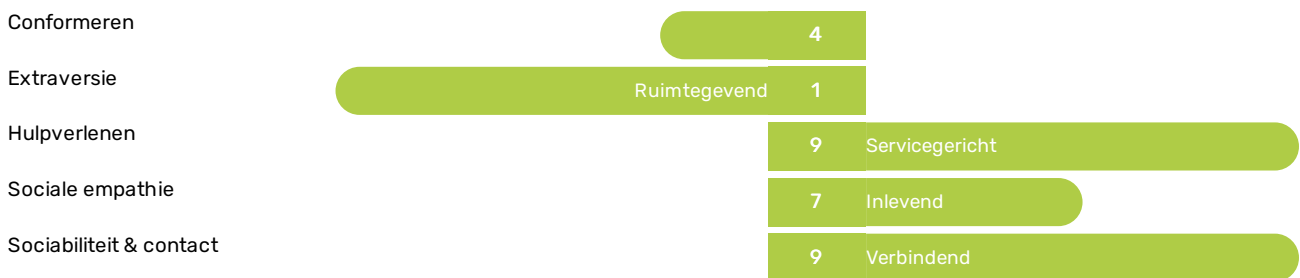 Conformeren 4
Extraversie Ruimtegevend 1
Hulpverlenen 9 Servicegericht
Sociale empathie 7 Inlevend
Sociabiliteit & contact 9 Verbindend